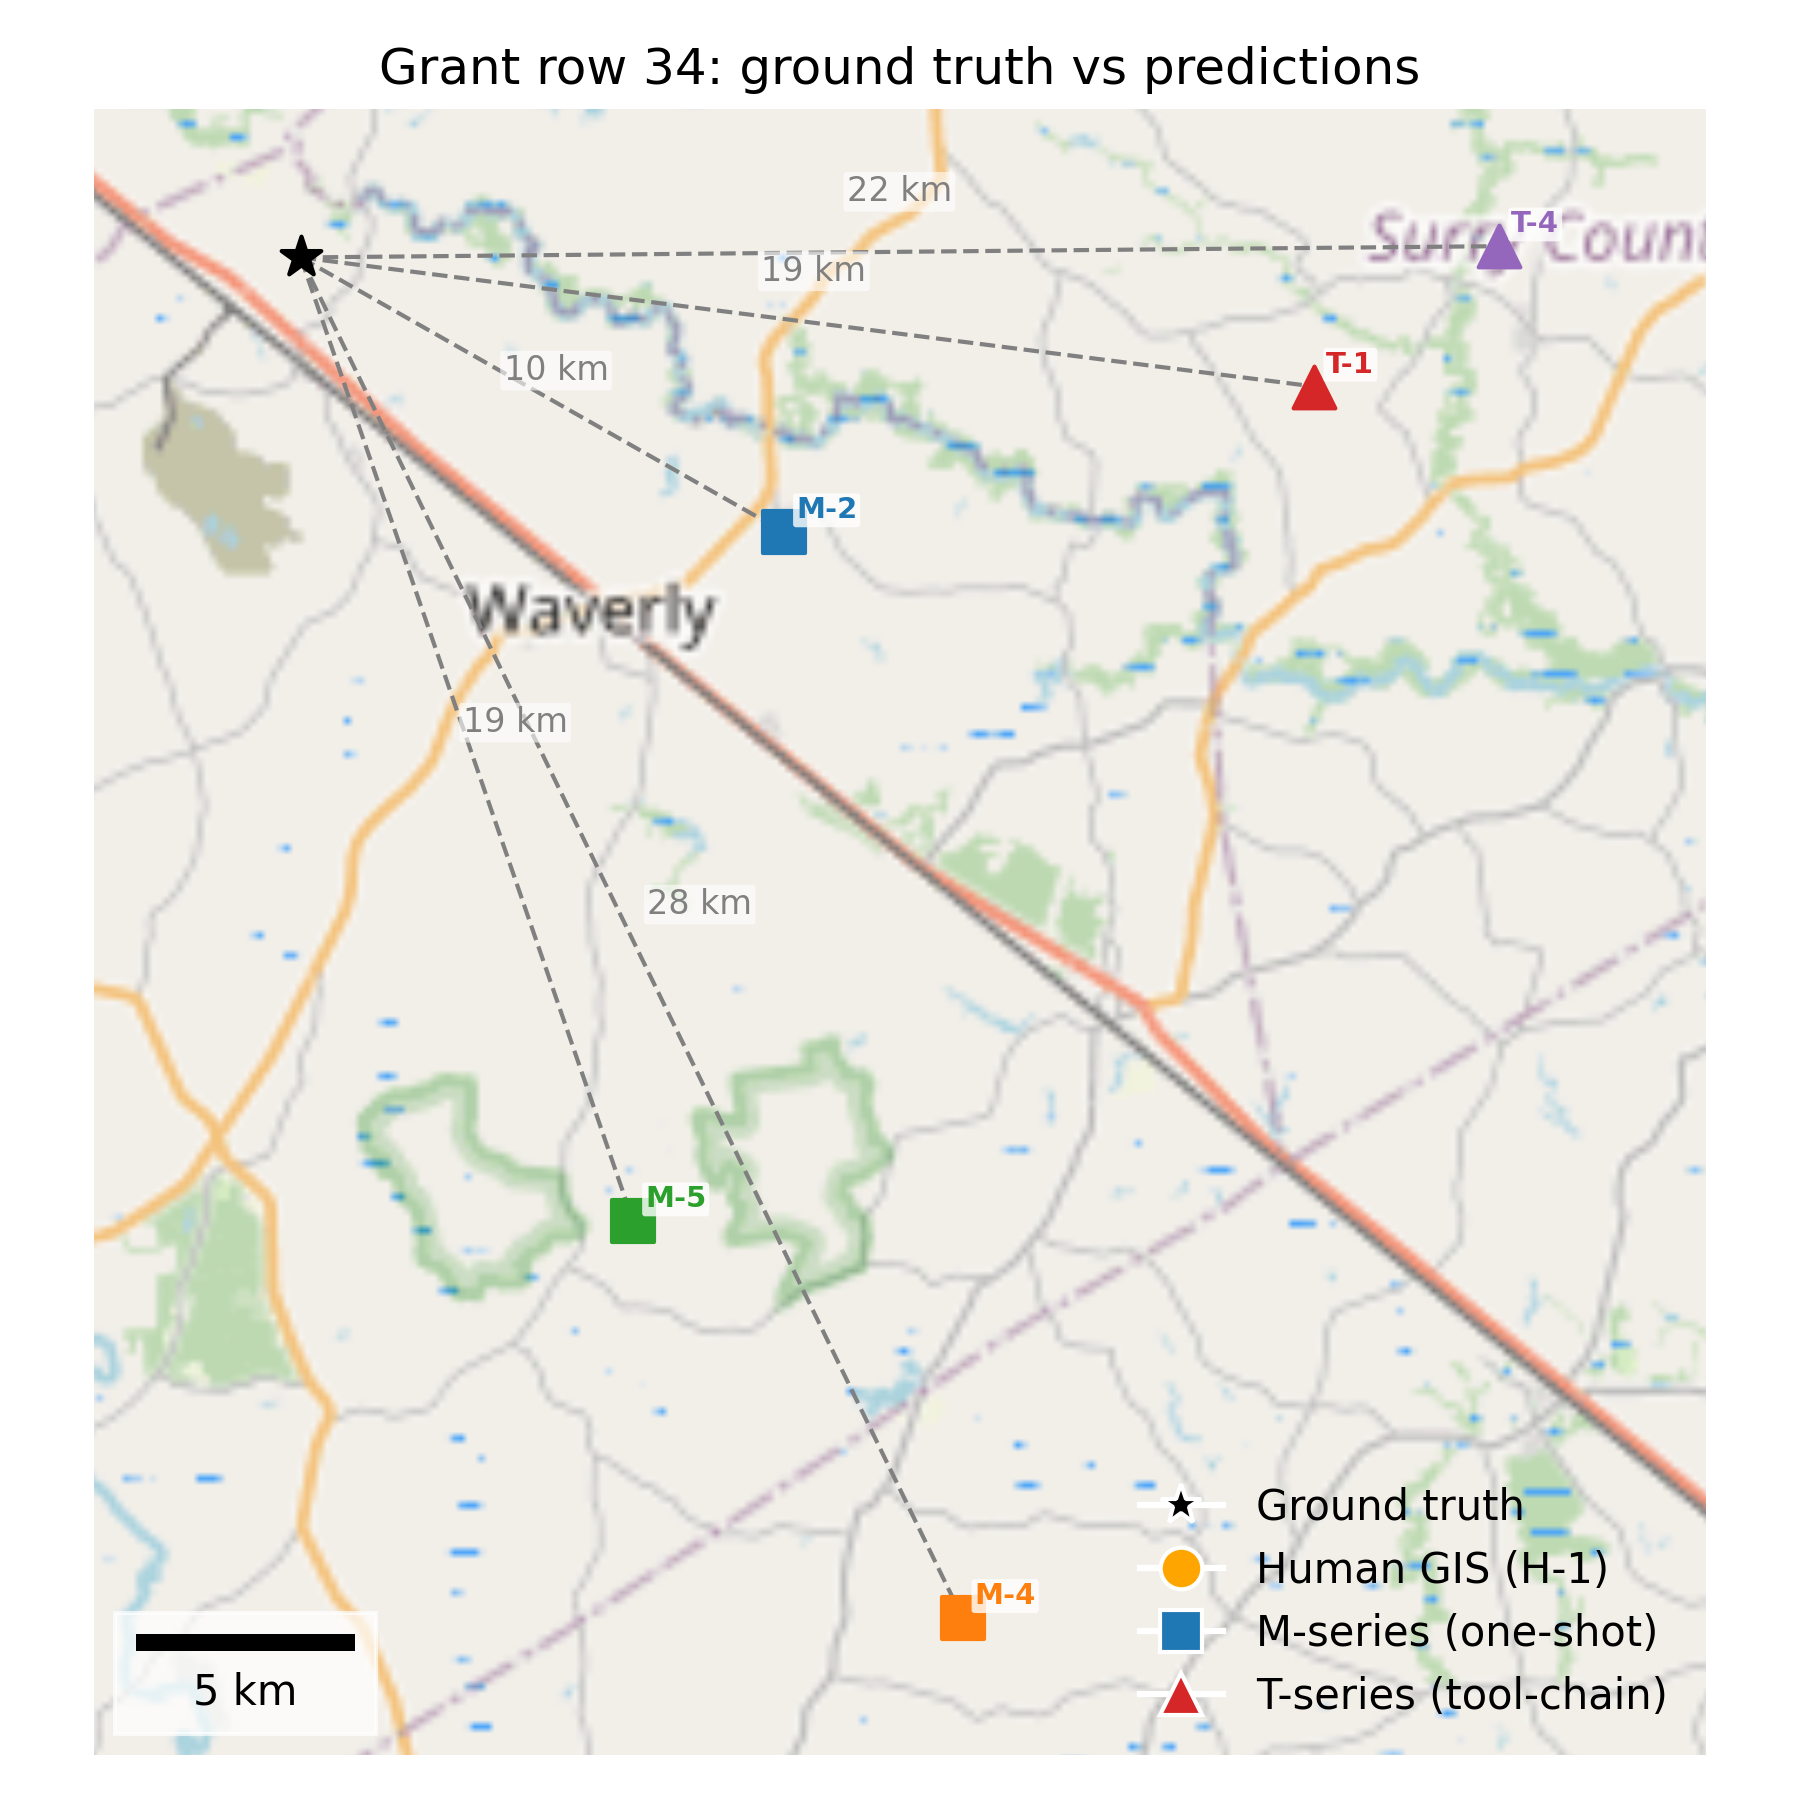 Grant row 34: ground truth vs predictions
22 km
T-4
Surry Count
19 km
T-1
10 km
M-2
Waverly
19 km
28 km
M-5
M-4
Ground truth
Human GIS (H-1)
M-series (one-shot)
T-series (tool-chain)
5 km